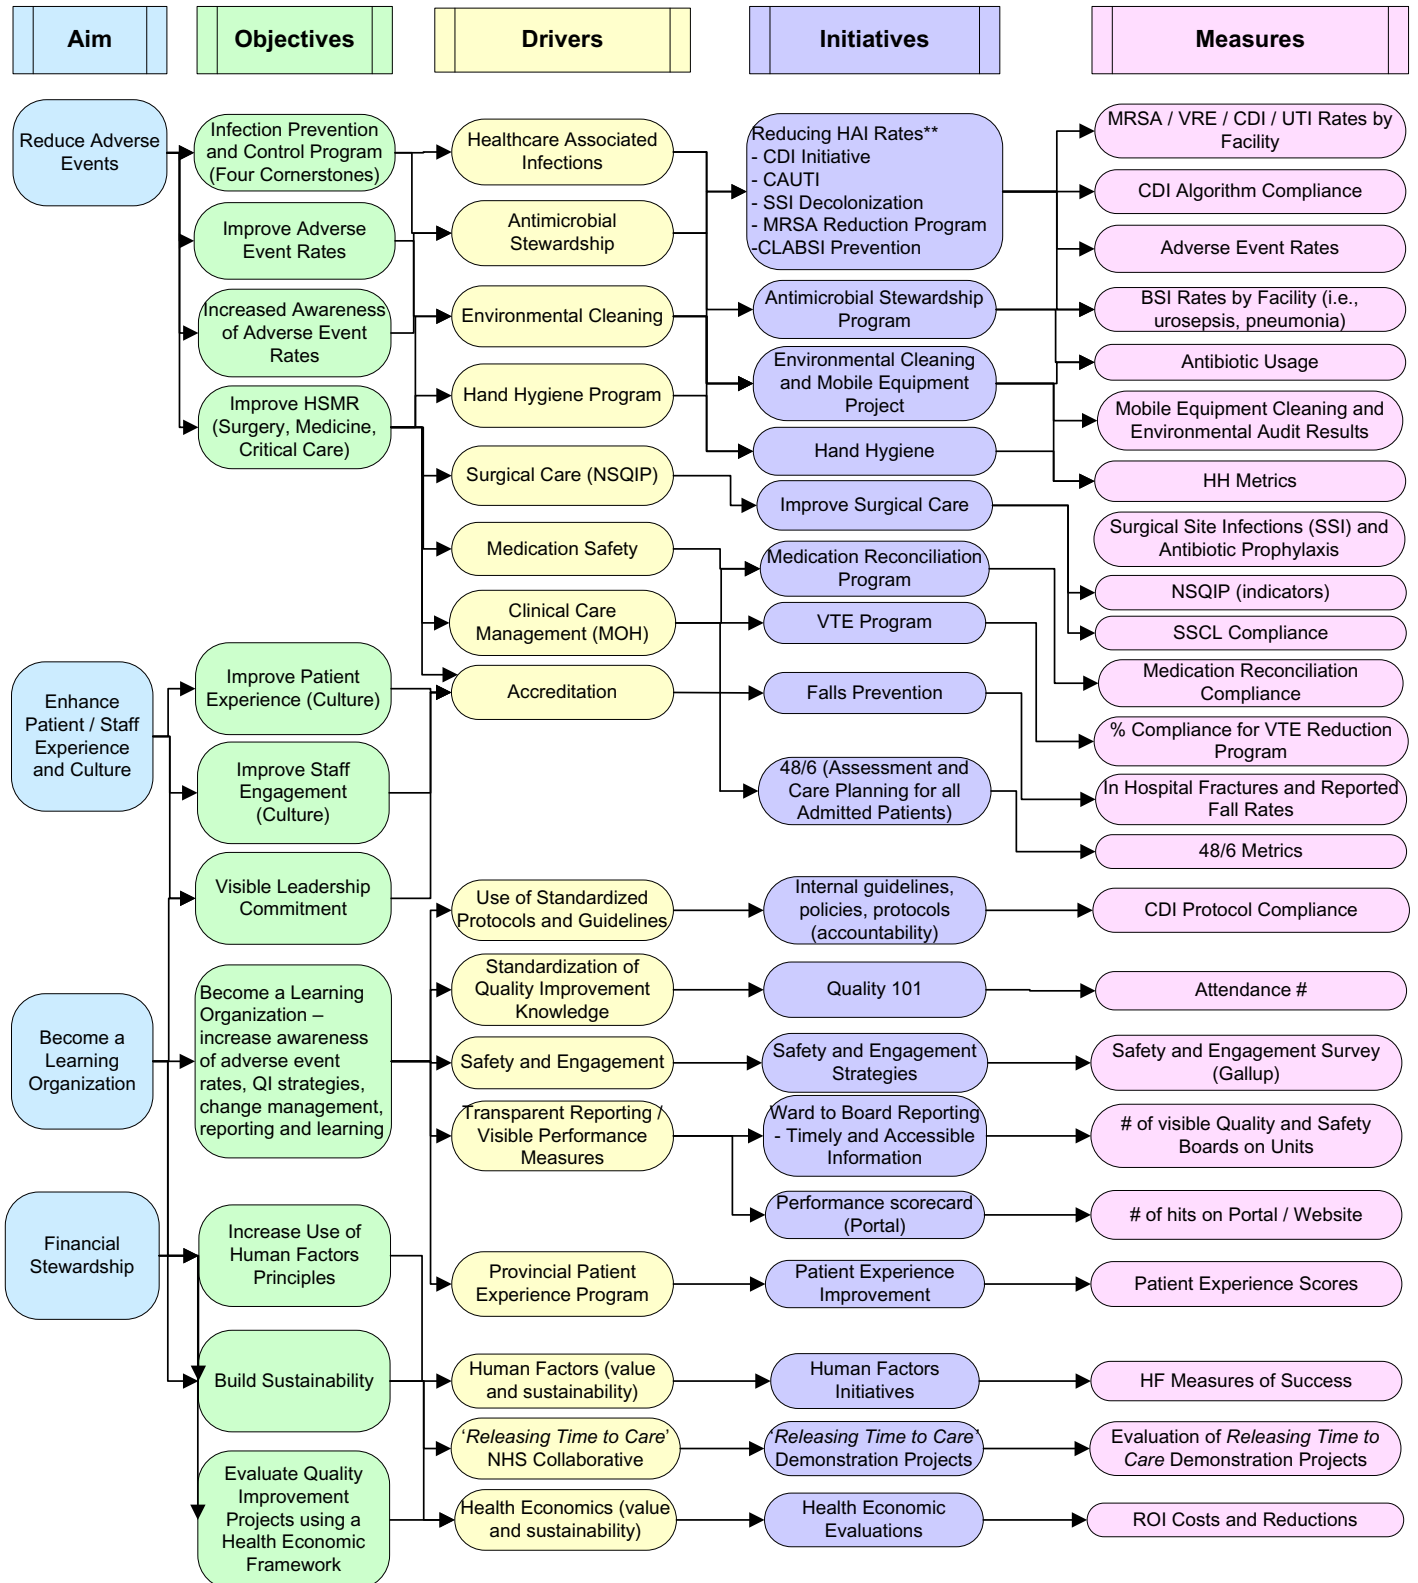 Aim
Objectives
Drivers
Initiatives
Measures
Reduce Adverse
Events
Enhance
Patient / Staff
Experience
and Culture
Become a
Learning
Organization
Financial
Stewardship
Infection Prevention
and Control Program
(Four Cornerstones)
Improve Adverse
Event Rates
Increased Awareness
of Adverse Event
Rates
Improve HSMR
(Surgery, Medicine,
Critical Care)
Improve Patient
Experience (Culture)
Improve Staff
Engagement
(Culture)
Visible Leadership
Commitment
Become a Learning
Organization –
increase awareness
of adverse event
rates, QI strategies,
change management,
reporting and learning
Increase Use of
Human Factors
Principles
Build Sustainability
Evaluate Quality
Improvement
Projects using a
Health Economic
Framework
Healthcare Associated
Infections
Antimicrobial
Stewardship
Environmental Cleaning
Hand Hygiene Program
Surgical Care (NSQIP)
Medication Safety
Clinical Care
Management (MOH)
Accreditation
Use of Standardized
Protocols and Guidelines
Standardization of
Quality Improvement
Knowledge
Safety and Engagement
Transparent Reporting /
Visible Performance
Measures
Provincial Patient
Experience Program
Human Factors (value
and sustainability)
‘Releasing Time to Care’
NHS Collaborative
Health Economics (value
and sustainability)
Reducing HAI Rates**
- CDI Initiative
- CAUTI
- SSI Decolonization
- MRSA Reduction Program
-CLABSI Prevention
Antimicrobial Stewardship
Program
Environmental Cleaning
and Mobile Equipment
Project
Hand Hygiene
Improve Surgical Care
Medication Reconciliation
Program
VTE Program
Falls Prevention
48/6 (Assessment and
Care Planning for all
Admitted Patients)
Internal guidelines,
policies, protocols
(accountability)
Quality 101
Safety and Engagement
Strategies
Ward to Board Reporting
- Timely and Accessible
Information
Performance scorecard
(Portal)
Patient Experience
Improvement
Human Factors
Initiatives
‘Releasing Time to Care’
Demonstration Projects
Health Economic
Evaluations
MRSA / VRE / CDI / UTI Rates by
Facility
CDI Algorithm Compliance
Adverse Event Rates
BSI Rates by Facility (i.e.,
urosepsis, pneumonia)
Antibiotic Usage
Mobile Equipment Cleaning and
Environmental Audit Results
HH Metrics
Surgical Site Infections (SSI) and
Antibiotic Prophylaxis
NSQIP (indicators)
SSCL Compliance
Medication Reconciliation
Compliance
% Compliance for VTE Reduction
Program
In Hospital Fractures and Reported
Fall Rates
48/6 Metrics
CDI Protocol Compliance
Attendance #
Safety and Engagement Survey
(Gallup)
# of visible Quality and Safety
Boards on Units
# of hits on Portal / Website
Patient Experience Scores
HF Measures of Success
Evaluation of Releasing Time to
Care Demonstration Projects
ROI Costs and Reductions